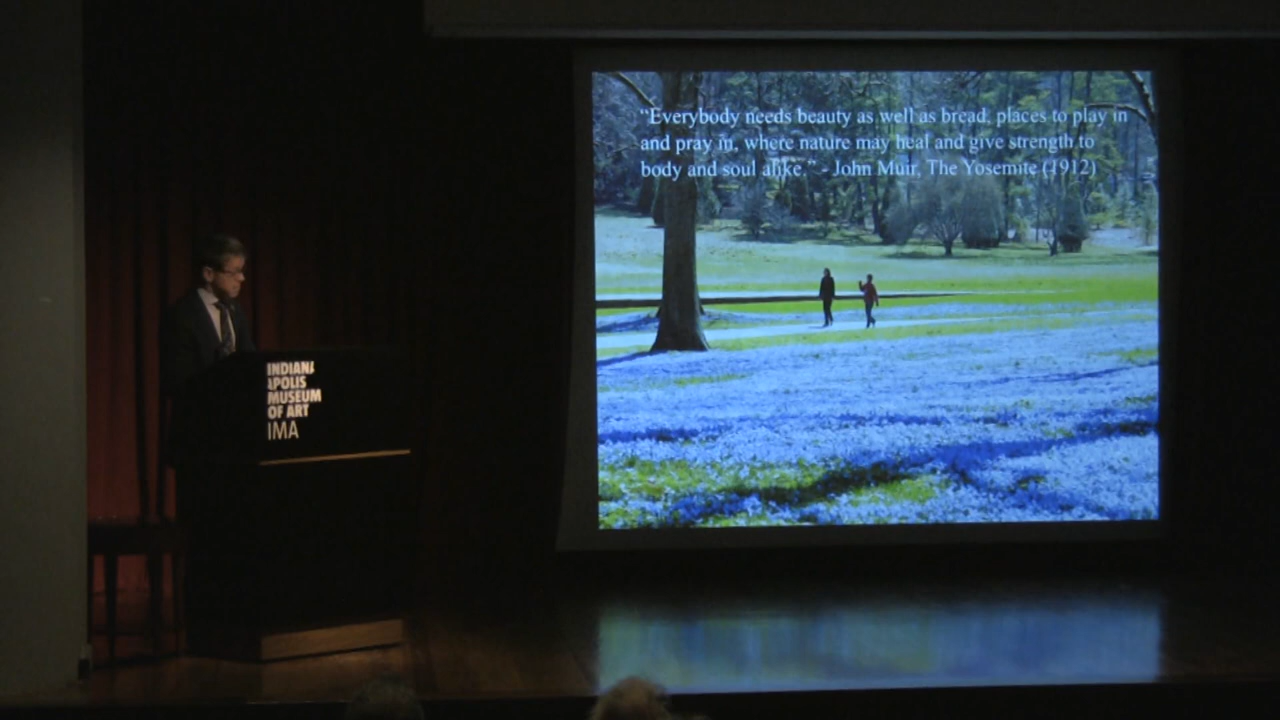 “Everybody needs beauty as well as bread, places to play in
and pray in, where nature may heal and give strength to
body and soul alike.” - John Muir, The Yosemite (1912)
INDIANA
APOLIS
MUSEUM
OF ART
IMA